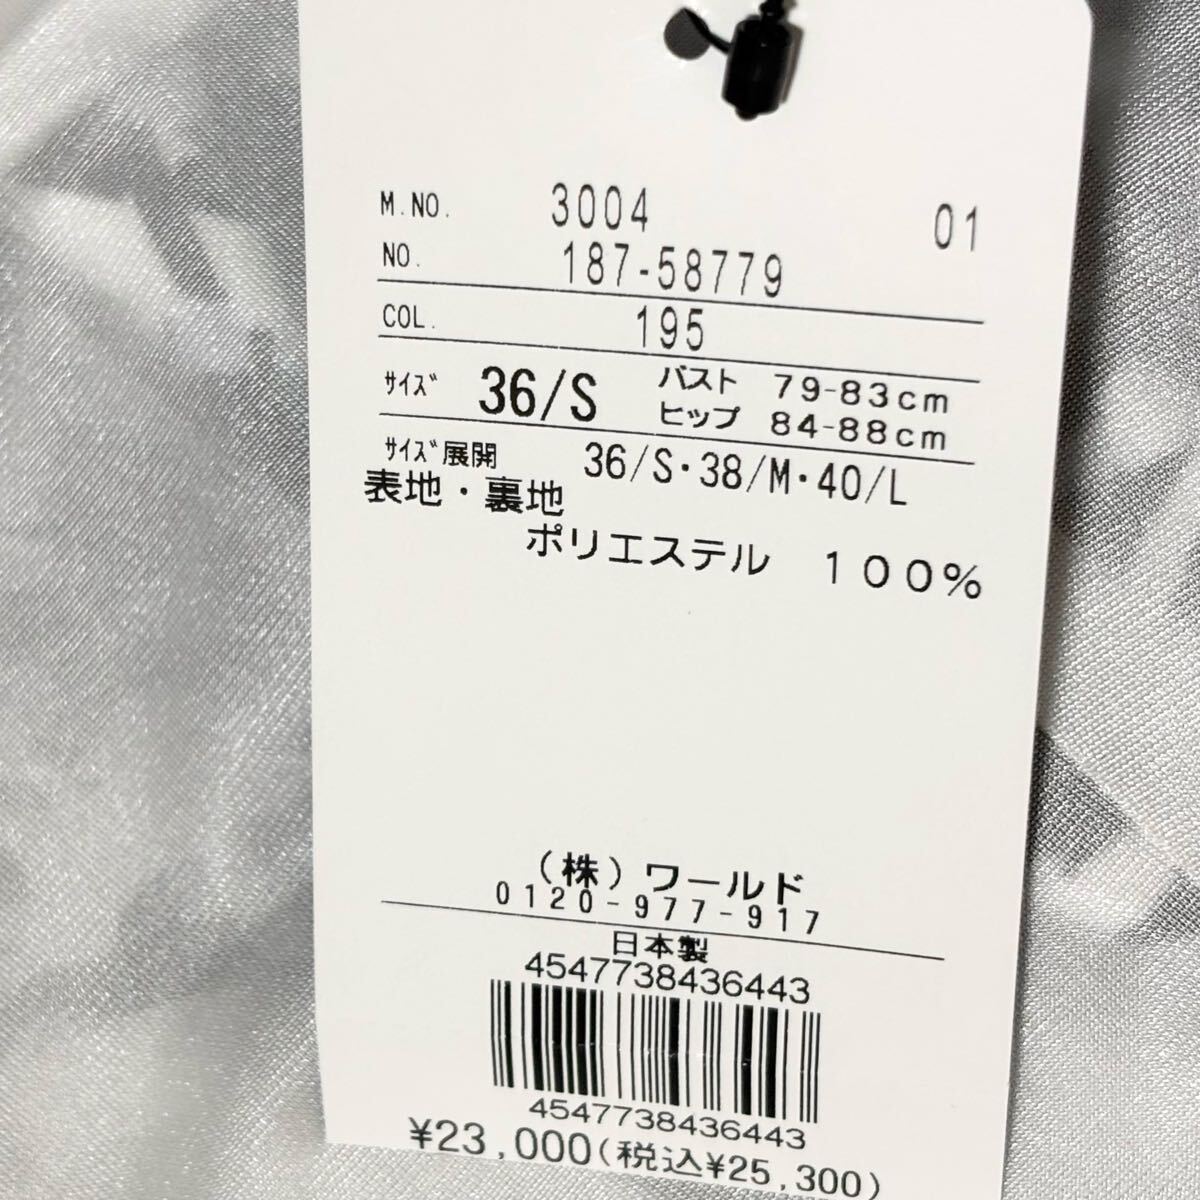 M.NO. 3004 01
NO. 187-58779
COL. 195
ｻｲｽﾞ 36/S バスト 79-83cm
ヒップ 84-88cm
ｻｲｽﾞ展開 36/S・38/M・40/L
表地・裏地
ポリエステル 100%
(株)ワールド
0120-977-917
日本製
4547738436443
4547738436443
¥23,000(税込¥25,300)